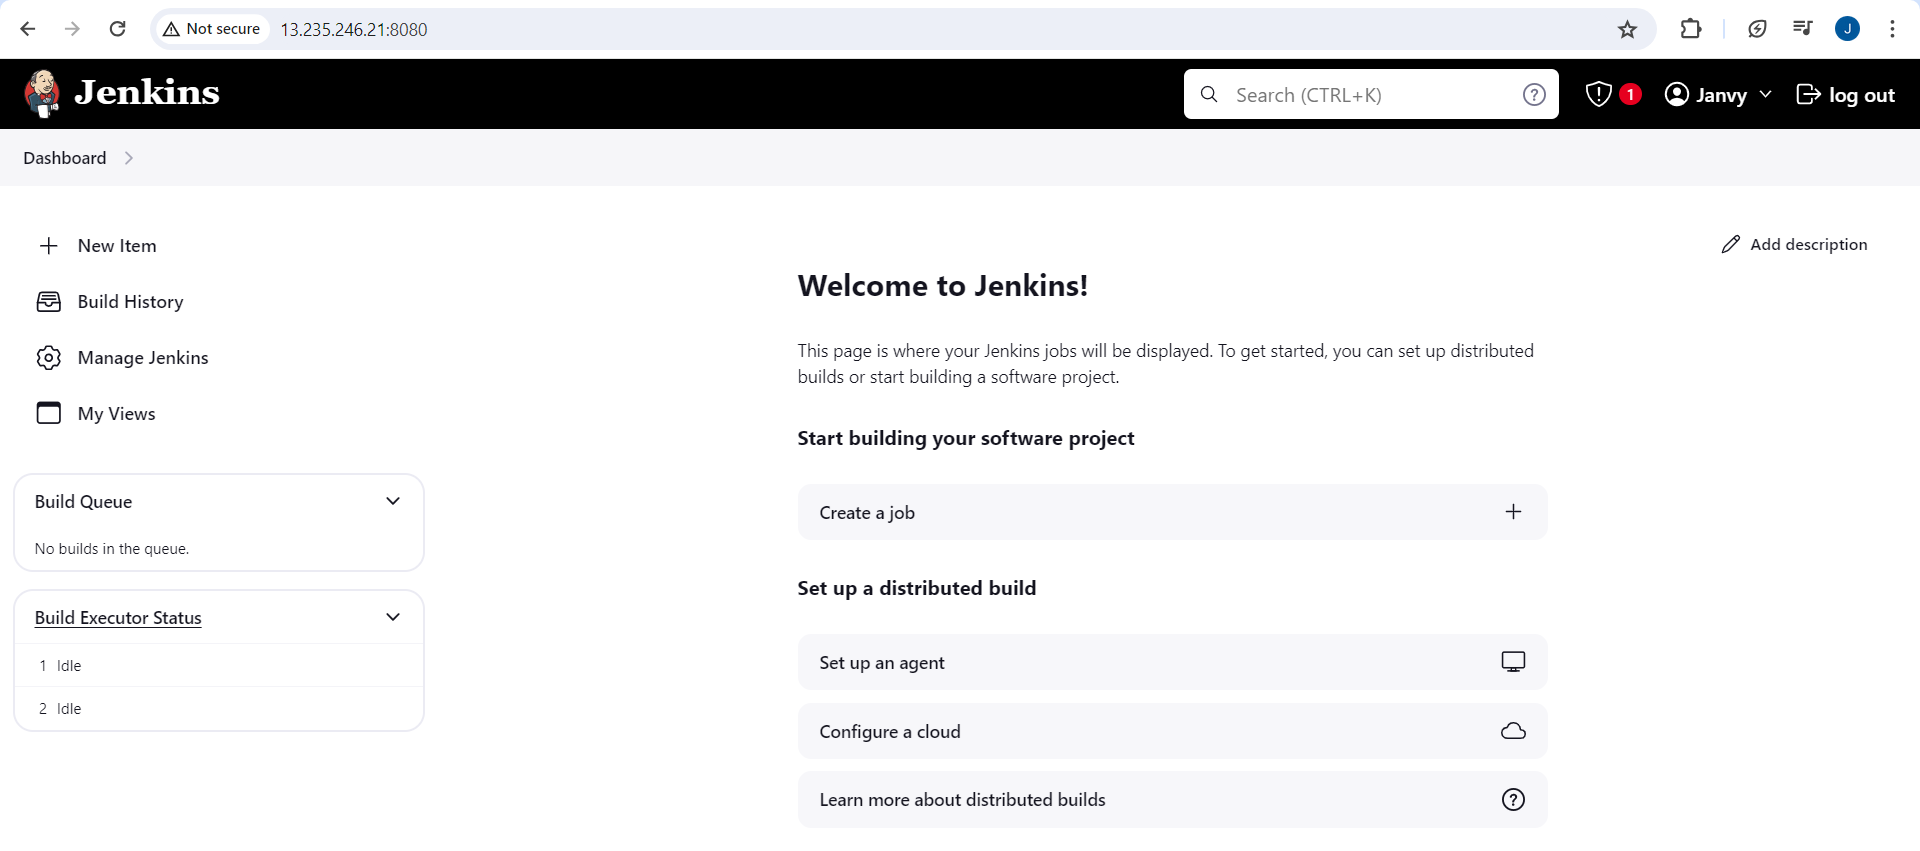 Not secure 13.235.246.21:8080
J
Jenkins
Search (CTRL+K)
?
1
Janvy
log out
Dashboard
New Item
Build History
Manage Jenkins
My Views
Build Queue
No builds in the queue.
Build Executor Status
1 Idle
2 Idle
Add description
Welcome to Jenkins!
This page is where your Jenkins jobs will be displayed. To get started, you can set up distributed
builds or start building a software project.
Start building your software project
Create a job
Set up a distributed build
Set up an agent
Configure a cloud
Learn more about distributed builds
?